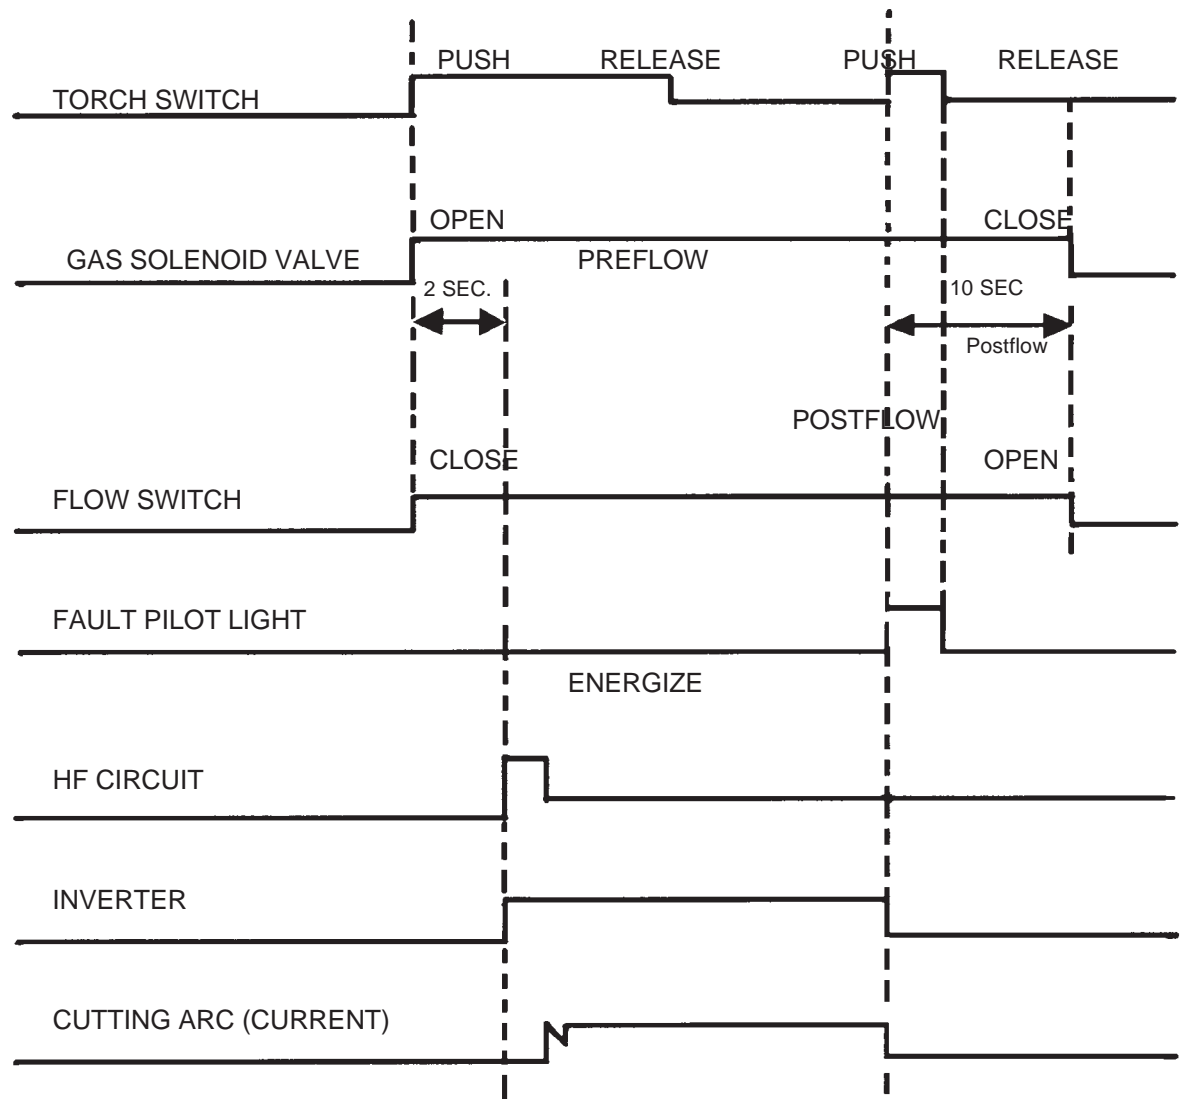 PUSH RELEASE PUSH RELEASE
TORCH SWITCH
OPEN CLOSE
GAS SOLENOID VALVE PREFLOW
2 SEC. 10 SEC
Postflow
POSTFLOW
CLOSE OPEN
FLOW SWITCH
FAULT PILOT LIGHT
ENERGIZE
HF CIRCUIT
INVERTER
CUTTING ARC (CURRENT)